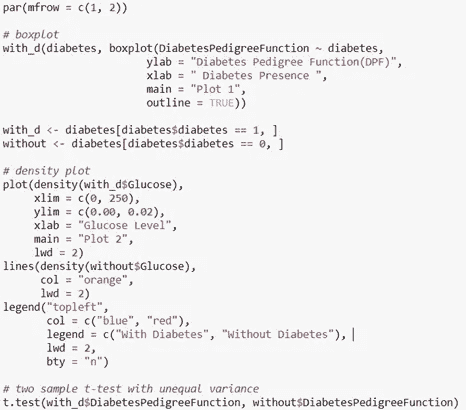 par(mfrow = c(1, 2))
# boxplot
with_d(diabetes, boxplot(DiabetesPedigreeFunction ~ diabetes,
ylab = "Diabetes Pedigree Function(DPF)",
xlab = " Diabetes Presence ",
main = "Plot 1",
outline = TRUE))
with_d <- diabetes[diabetes$diabetes == 1, ]
without <- diabetes[diabetes$diabetes == 0, ]
# density plot
plot(density(with_d$Glucose),
xlim = c(0, 250),
ylim = c(0.00, 0.02),
xlab = "Glucose Level",
main = "Plot 2",
lwd = 2)
lines(density(without$Glucose),
col = "orange",
lwd = 2)
legend("topleft",
col = c("blue", "red"),
legend = c("With Diabetes", "Without Diabetes"),
lwd = 2,
bty = "n")
# two sample t-test with unequal variance
t.test(with_d$DiabetesPedigreeFunction, without$DiabetesPedigreeFunction)